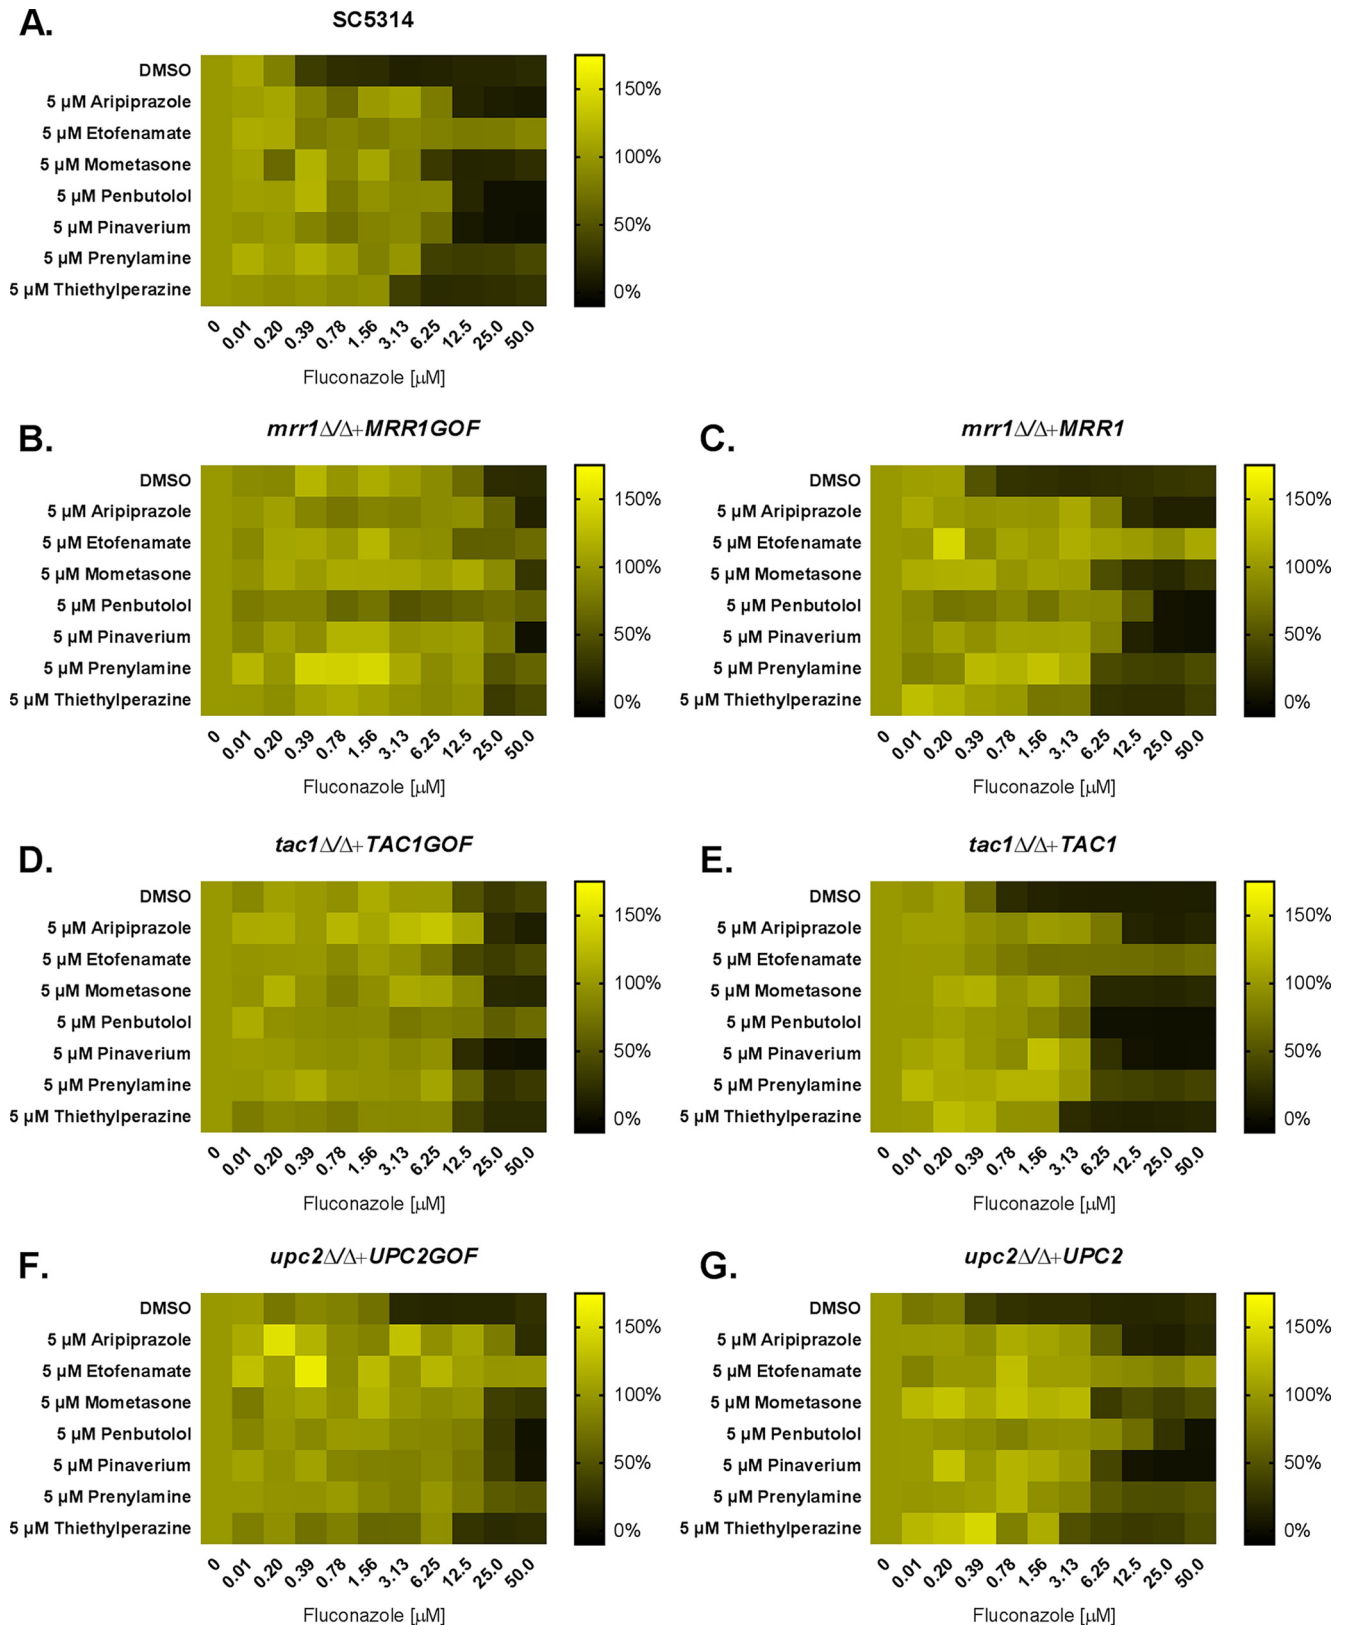 A.
SC5314
DMSO
5 µM Aripiprazole
5 µM Etofenamate
5 µM Mometasone
5 µM Penbutolol
5 µM Pinaverium
5 µM Prenylamine
5 µM Thiethylperazine
150%
100%
50%
0%
0 0.01 0.20 0.39 0.78 1.56 3.13 6.25 12.5 25.0 50.0
Fluconazole [µM]
B.
mrr1Δ/Δ+MRR1GOF
DMSO
5 µM Aripiprazole
5 µM Etofenamate
5 µM Mometasone
5 µM Penbutolol
5 µM Pinaverium
5 µM Prenylamine
5 µM Thiethylperazine
150%
100%
50%
0%
0 0.01 0.20 0.39 0.78 1.56 3.13 6.25 12.5 25.0 50.0
Fluconazole [µM]
C.
mrr1Δ/Δ+MRR1
DMSO
5 µM Aripiprazole
5 µM Etofenamate
5 µM Mometasone
5 µM Penbutolol
5 µM Pinaverium
5 µM Prenylamine
5 µM Thiethylperazine
150%
100%
50%
0%
0 0.01 0.20 0.39 0.78 1.56 3.13 6.25 12.5 25.0 50.0
Fluconazole [µM]
D.
tac1Δ/Δ+TAC1GOF
DMSO
5 µM Aripiprazole
5 µM Etofenamate
5 µM Mometasone
5 µM Penbutolol
5 µM Pinaverium
5 µM Prenylamine
5 µM Thiethylperazine
150%
100%
50%
0%
0 0.01 0.20 0.39 0.78 1.56 3.13 6.25 12.5 25.0 50.0
Fluconazole [µM]
E.
tac1Δ/Δ+TAC1
DMSO
5 µM Aripiprazole
5 µM Etofenamate
5 µM Mometasone
5 µM Penbutolol
5 µM Pinaverium
5 µM Prenylamine
5 µM Thiethylperazine
150%
100%
50%
0%
0 0.01 0.20 0.39 0.78 1.56 3.13 6.25 12.5 25.0 50.0
Fluconazole [µM]
F.
upc2Δ/Δ+UPC2GOF
DMSO
5 µM Aripiprazole
5 µM Etofenamate
5 µM Mometasone
5 µM Penbutolol
5 µM Pinaverium
5 µM Prenylamine
5 µM Thiethylperazine
150%
100%
50%
0%
0 0.01 0.20 0.39 0.78 1.56 3.13 6.25 12.5 25.0 50.0
Fluconazole [µM]
G.
upc2Δ/Δ+UPC2
DMSO
5 µM Aripiprazole
5 µM Etofenamate
5 µM Mometasone
5 µM Penbutolol
5 µM Pinaverium
5 µM Prenylamine
5 µM Thiethylperazine
150%
100%
50%
0%
0 0.01 0.20 0.39 0.78 1.56 3.13 6.25 12.5 25.0 50.0
Fluconazole [µM]